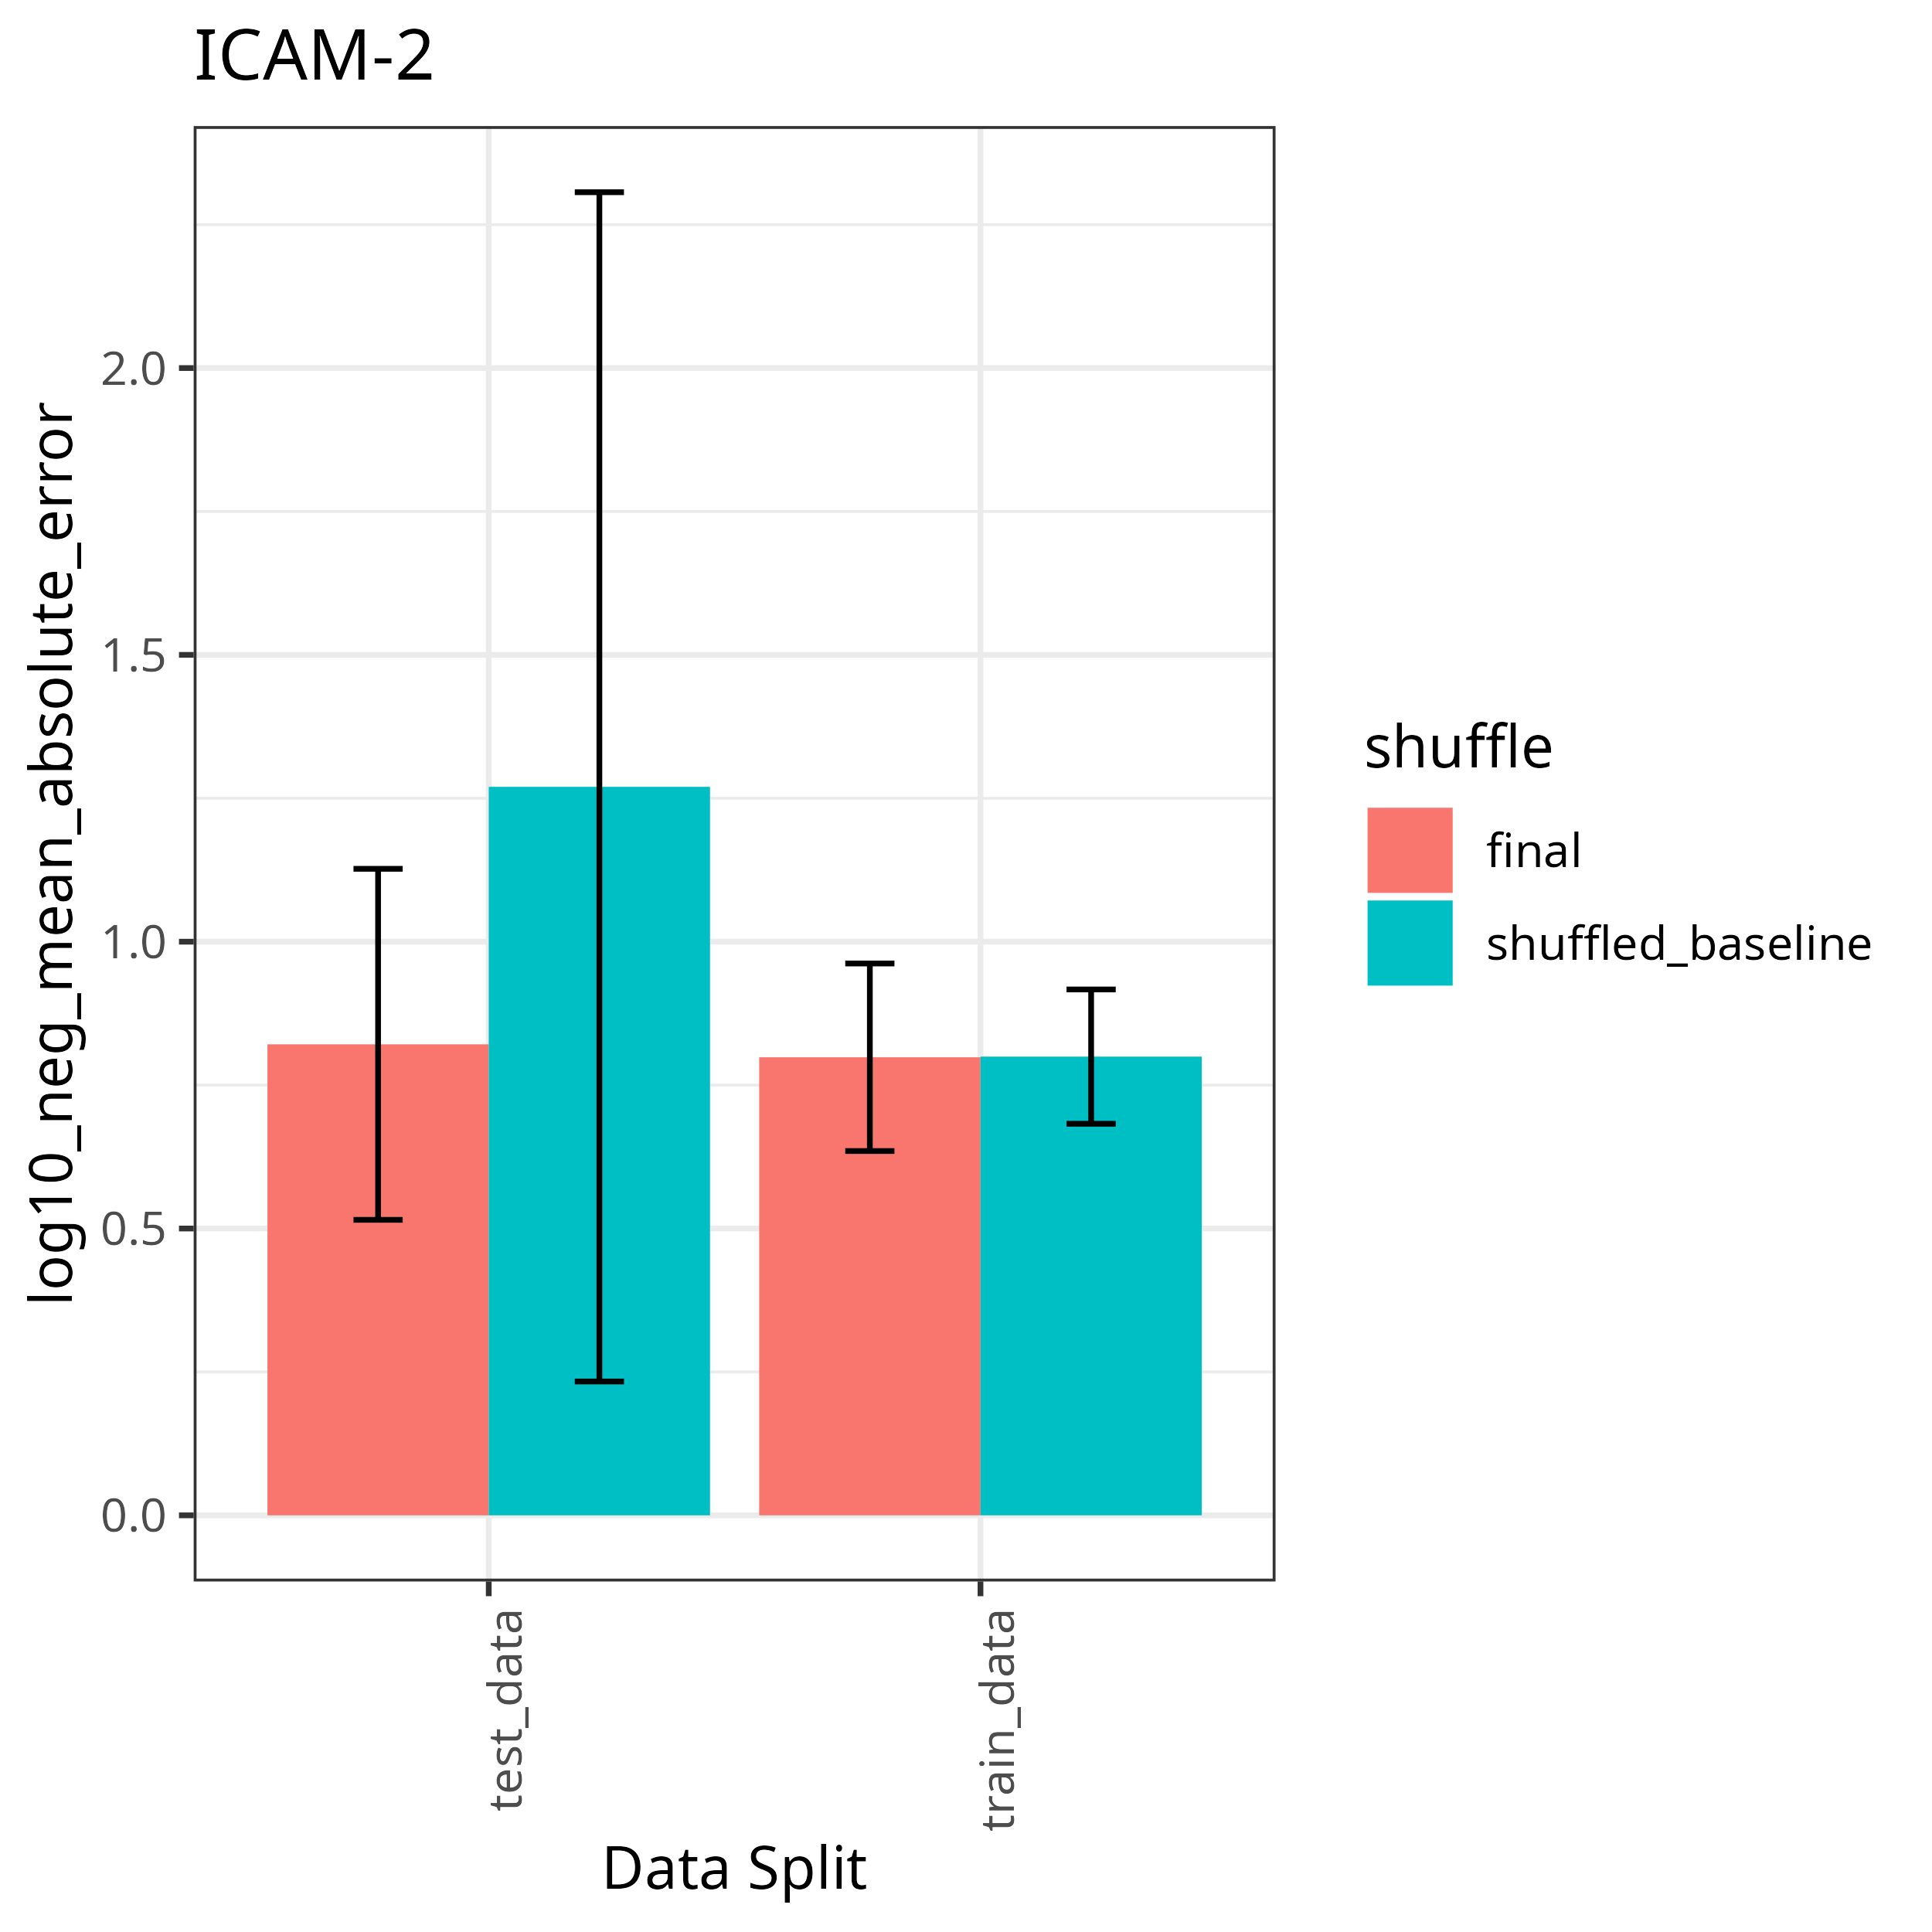 ICAM-2
log10_neg_mean_absolute_error
2.0
1.5
1.0
0.5
0.0
test_data
train_data
Data Split
shuffle
final
shuffled_baseline